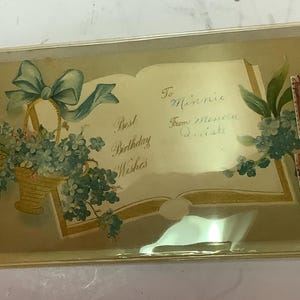 Best
Birthday
Wishes
To
Minnie
From